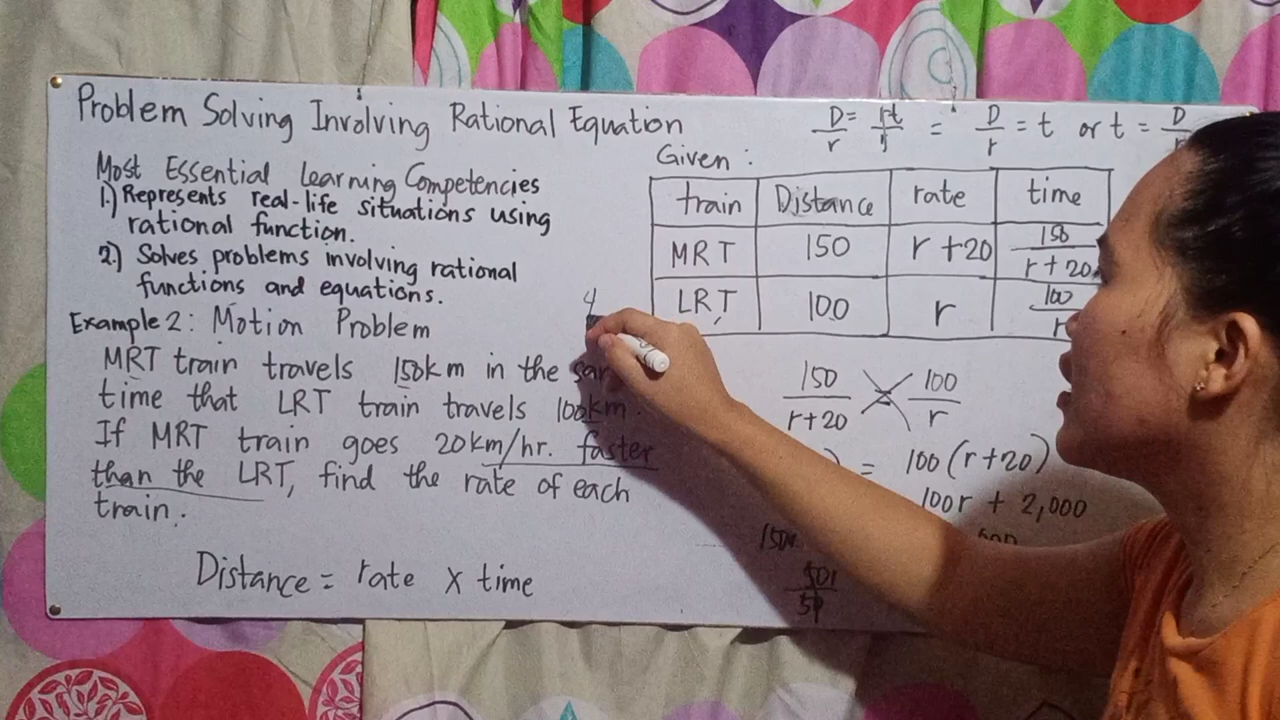 Problem Solving Involving Rational Equation
Most Essential Learning Competencies
1.) Represents real-life situations using
rational function.
2.) Solves problems involving rational
functions and equations.
Example 2: Motion Problem
MRT train travels 150km in the
time that LRT train travels 100km.
If MRT train goes 20km/hr. faster
than the LRT, find the rate of each
train.
Distance = rate x time
D/r = rt/r = D/r = t or t = D
Given:
train Distance rate time
MRT 150 r+20 150/r+20
LRT 100 r 100/r
4
150/r+20 100/r
) = 100(r+20)
100r + 2,000
50r